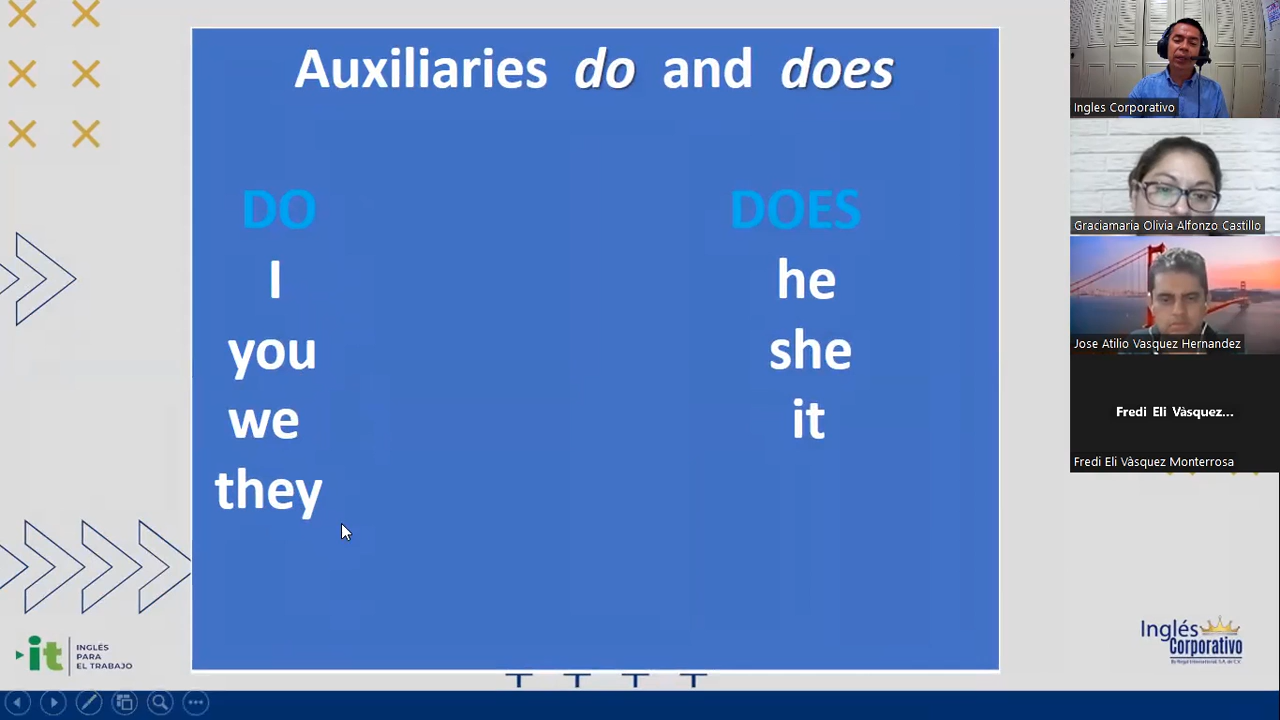 Auxiliaries do and does
DO
I
you
we
they
DOES
he
she
it
Ingles Corporativo
Graciamaria Olivia Alfonzo Castillo
Jose Atilio Vasquez Hernandez
Fredi Eli Vàsquez...
Fredi Eli Vàsquez Monterrosa
it
INGLÉS
PARA
EL TRABAJO
Inglés
Corporativo